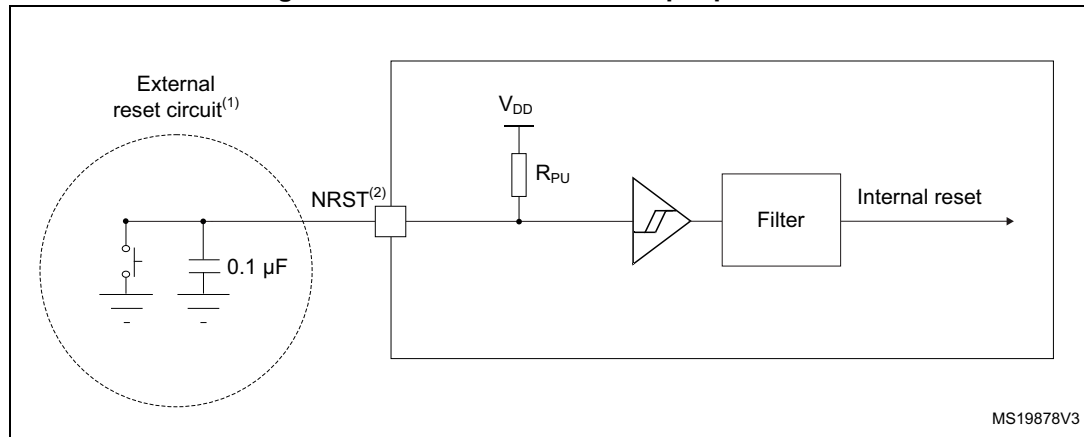 External
reset circuit(1)
VDD
RPU
NRST(2)
Filter
Internal reset
0.1 µF
MS19878V3